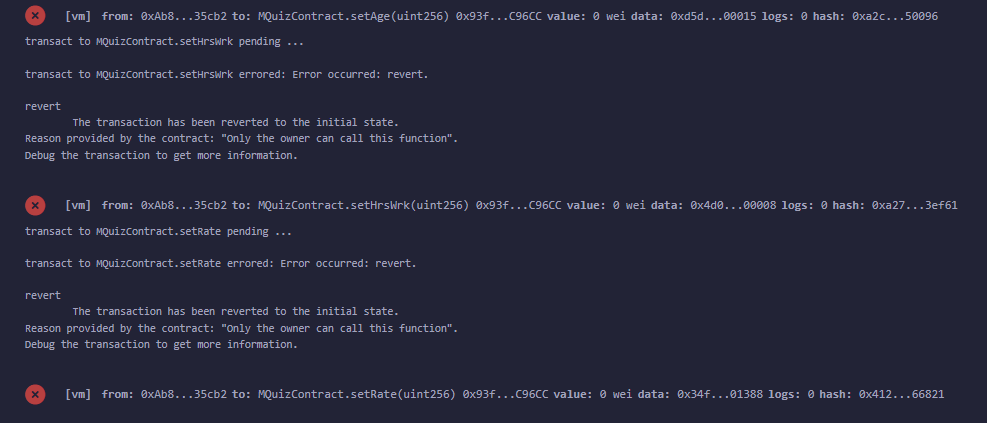 [vm] from: 0xAb8...35cb2 to: MQuizContract.setAge(uint256) 0x93f...C96CC value: 0 wei data: 0xd5d...00015 logs: 0 hash: 0xa2c...50096
transact to MQuizContract.setHrsWrk pending ...
transact to MQuizContract.setHrsWrk errored: Error occurred: revert.
revert
The transaction has been reverted to the initial state.
Reason provided by the contract: "Only the owner can call this function".
Debug the transaction to get more information.
[vm] from: 0xAb8...35cb2 to: MQuizContract.setHrsWrk(uint256) 0x93f...C96CC value: 0 wei data: 0x4d0...00008 logs: 0 hash: 0xa27...3ef61
transact to MQuizContract.setRate pending ...
transact to MQuizContract.setRate errored: Error occurred: revert.
revert
The transaction has been reverted to the initial state.
Reason provided by the contract: "Only the owner can call this function".
Debug the transaction to get more information.
[vm] from: 0xAb8...35cb2 to: MQuizContract.setRate(uint256) 0x93f...C96CC value: 0 wei data: 0x34f...01388 logs: 0 hash: 0x412...66821